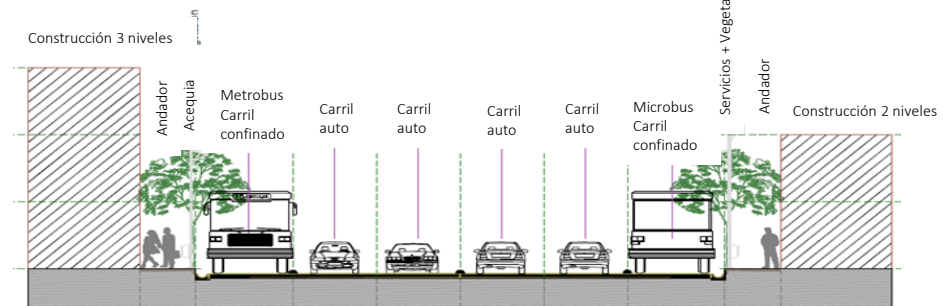 Construcción 3 niveles
Andador
Acequia
Metrobus
Carril
confinado
Carril
auto
Carril
auto
Carril
auto
Carril
auto
Microbus
Carril
confinado
Servicios +
Andador
Construcción 2 niveles